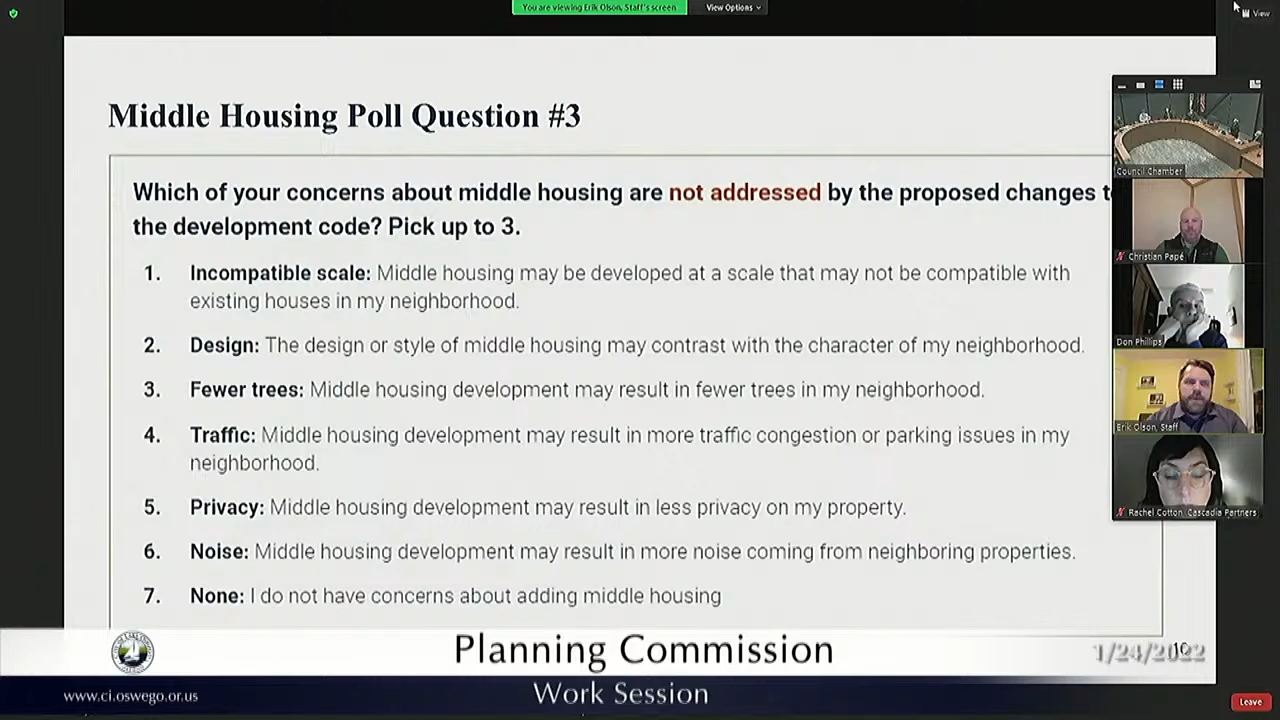 You are viewing Erik Olson, Staff's screen
View Options
View
Middle Housing Poll Question #3
Which of your concerns about middle housing are not addressed by the proposed changes to
the development code? Pick up to 3.
1. Incompatible scale: Middle housing may be developed at a scale that may not be compatible with
existing houses in my neighborhood.
2. Design: The design or style of middle housing may contrast with the character of my neighborhood.
3. Fewer trees: Middle housing development may result in fewer trees in my neighborhood.
4. Traffic: Middle housing development may result in more traffic congestion or parking issues in my
neighborhood.
5. Privacy: Middle housing development may result in less privacy on my property.
6. Noise: Middle housing development may result in more noise coming from neighboring properties.
7. None: I do not have concerns about adding middle housing
Council Chamber
Christian Papé
Don Phillips
Erik Olson, Staff
Rachel Cotton, Cascadia Partners
Planning Commission
1/24/2022
10
www.ci.oswego.or.us
Work Session
Leave